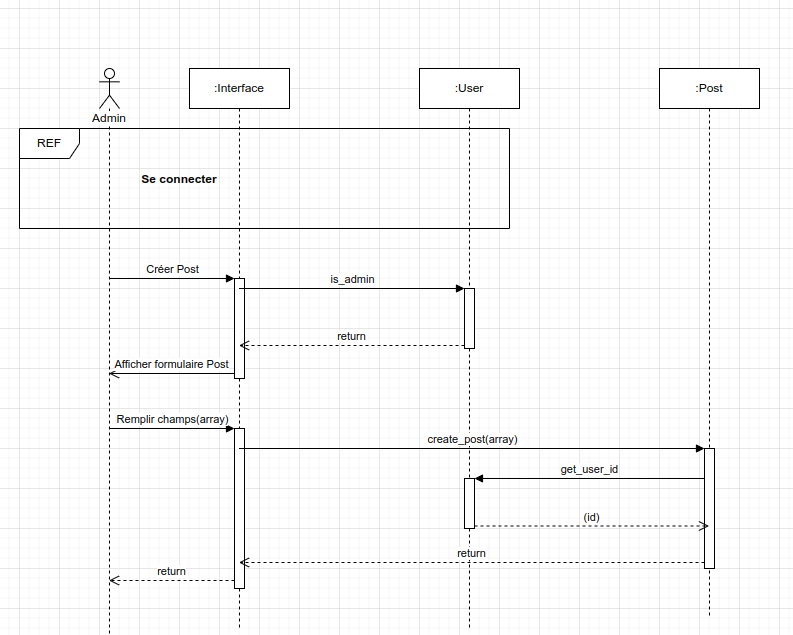 :Interface
:User
:Post
Admin
REF
Se connecter
Créer Post
is_admin
return
Afficher formulaire Post
Remplir champs(array)
create_post(array)
get_user_id
(id)
return
return